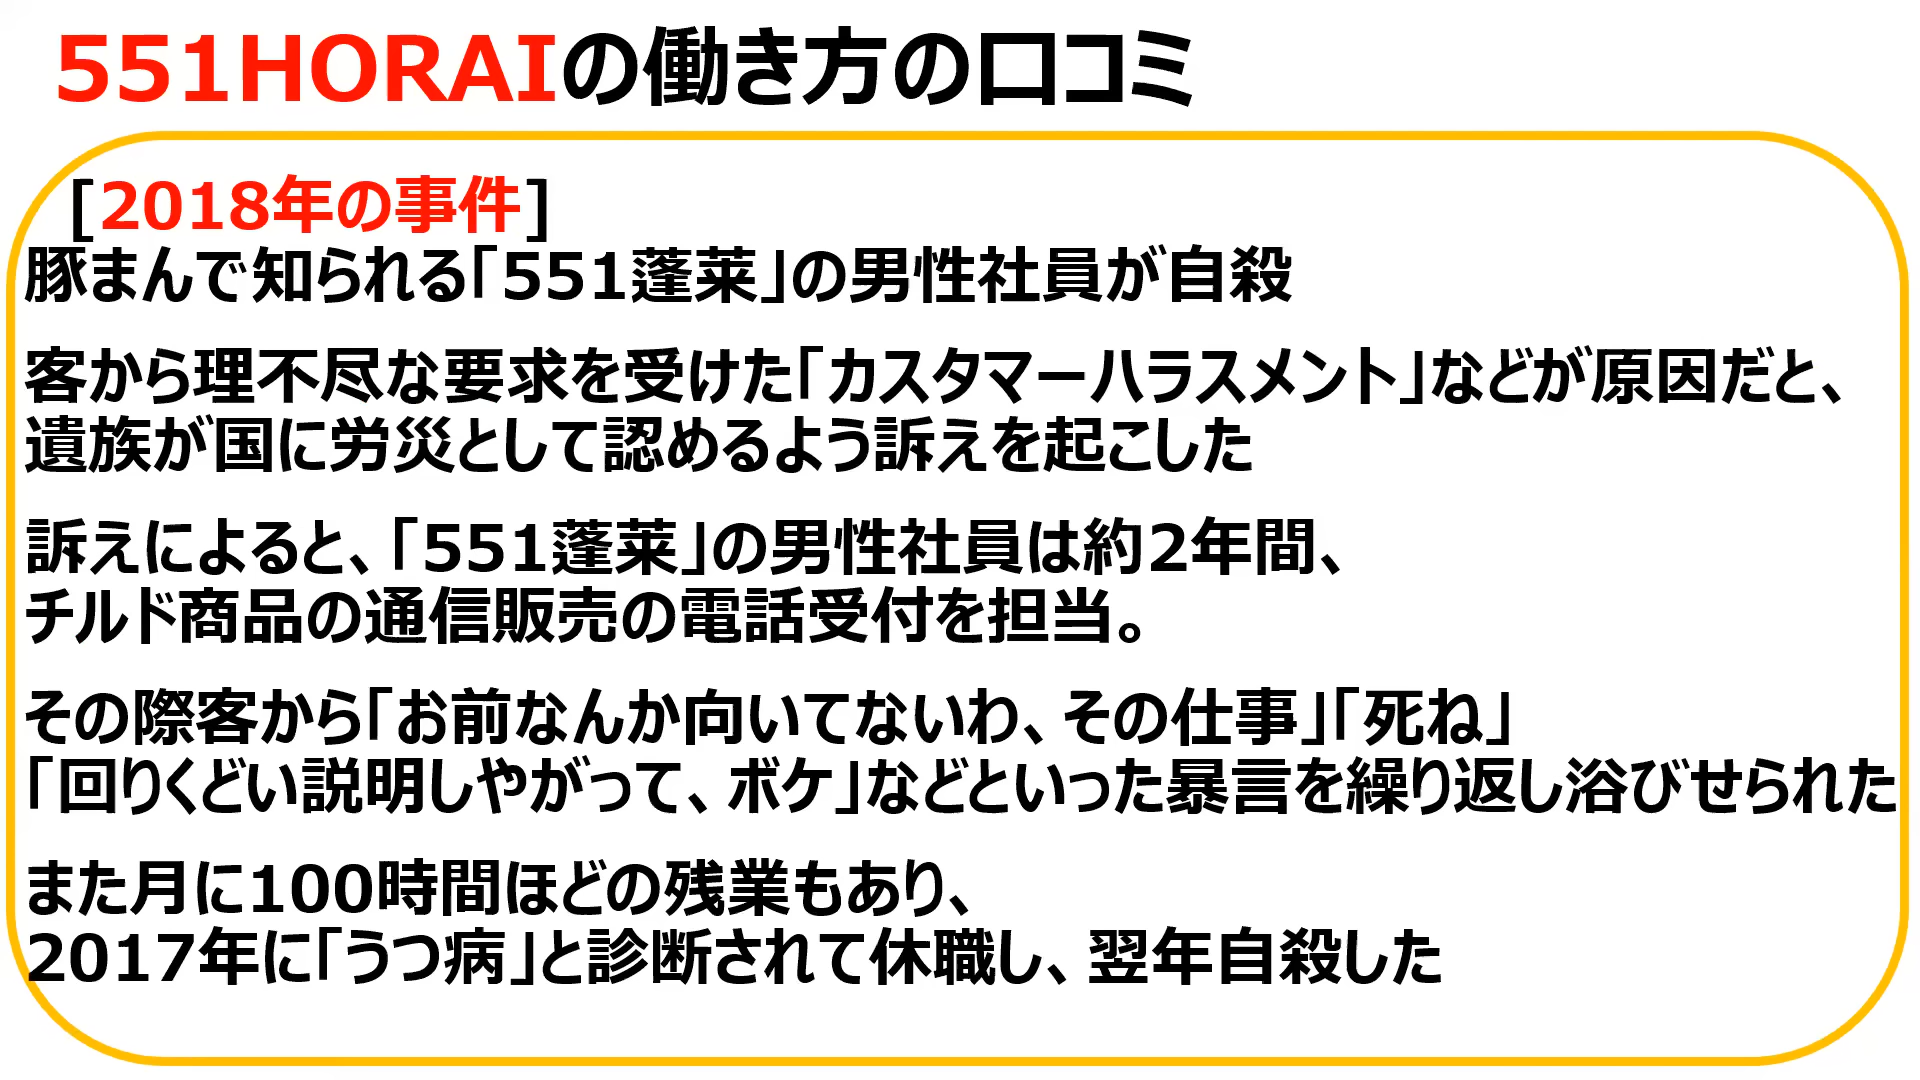 551HORAIの働き方の口コミ
[2018年の事件]
豚まんで知られる「551蓬莱」の男性社員が自殺
客から理不尽な要求を受けた「カスタマーハラスメント」などが原因だと、
遺族が国に労災として認めるよう訴えを起こした
訴えによると、「551蓬莱」の男性社員は約2年間、
チルド商品の通信販売の電話受付を担当。
その際客から「お前なんか向いてないわ、その仕事」「死ね」
「回りくどい説明しやがって、ボケ」などといった暴言を繰り返し浴びせられた
また月に100時間ほどの残業もあり、
2017年に「うつ病」と診断されて休職し、翌年自殺した